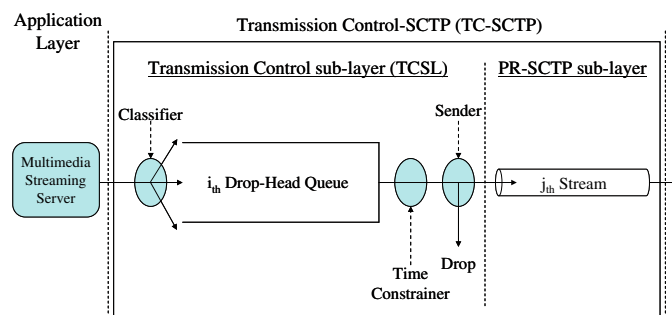 Application
Layer
Transmission Control-SCTP (TC-SCTP)
Transmission Control sub-layer (TCSL)
PR-SCTP sub-layer
Classifier
Sender
Multimedia
Streaming
Server
ith Drop-Head Queue
jth Stream
Drop
Time
Constrainer